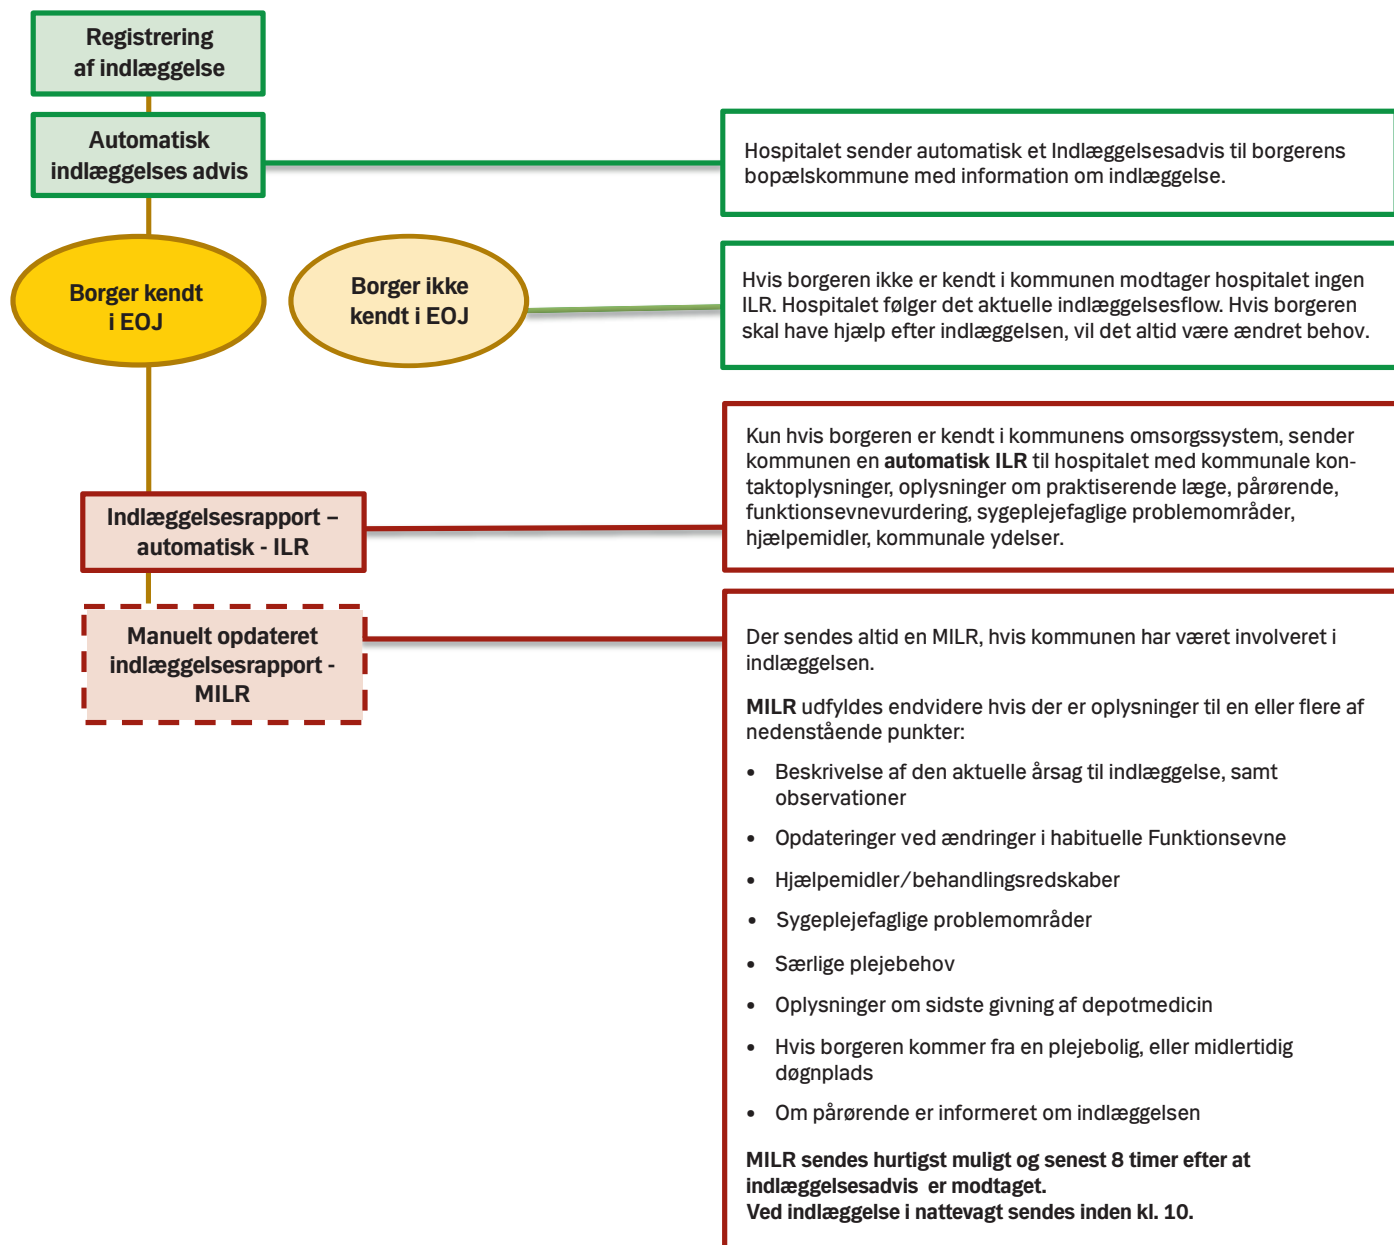 Registrering
af indlæggelse
Automatisk
indlæggelses advis
Hospitalet sender automatisk et Indlæggelsesadvis til borgerens
bopælskommune med information om indlæggelse.
Borger kendt
i EOJ
Borger ikke
kendt i EOJ
Hvis borgeren ikke er kendt i kommunen modtager hospitalet ingen
ILR. Hospitalet følger det aktuelle indlæggelsesflow. Hvis borgeren
skal have hjælp efter indlæggelsen, vil det altid være ændret behov.
Indlæggelsesrapport –
automatisk - ILR
Kun hvis borgeren er kendt i kommunens omsorgssystem, sender
kommunen en automatisk ILR til hospitalet med kommunale kon-
taktoplysninger, oplysninger om praktiserende læge, pårørende,
funktionsevnevurdering, sygeplejefaglige problemområder,
hjælpemidler, kommunale ydelser.
Manuelt opdateret
indlæggelsesrapport -
MILR
Der sendes altid en MILR, hvis kommunen har været involveret i
indlæggelsen.
MILR udfyldes endvidere hvis der er oplysninger til en eller flere af
nedenstående punkter:
• Beskrivelse af den aktuelle årsag til indlæggelse, samt
observationer
• Opdateringer ved ændringer i habituelle Funktionsevne
• Hjælpemidler/behandlingsredskaber
• Sygeplejefaglige problemområder
• Særlige plejebehov
• Oplysninger om sidste givning af depotmedicin
• Hvis borgeren kommer fra en plejebolig, eller midlertidig
døgnplads
• Om pårørende er informeret om indlæggelsen
MILR sendes hurtigst muligt og senest 8 timer efter at
indlæggelsesadvis er modtaget.
Ved indlæggelse i nattevagt sendes inden kl. 10.